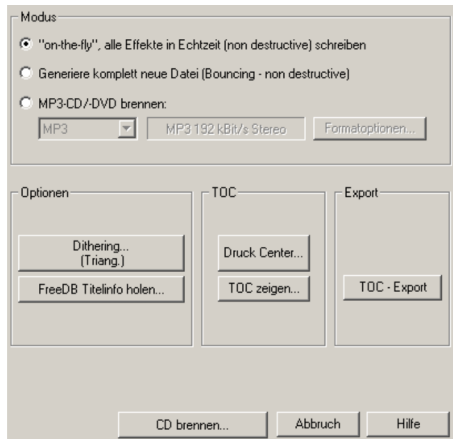 Modus
"on-the-fly", alle Effekte in Echtzeit (non destructive) schreiben
Generiere komplett neue Datei (Bouncing - non destructive)
MP3-CD/-DVD brennen:
MP3
MP3 192 kBit/s Stereo
Formatoptionen...
Optionen
Dithering...
(Triang.)
FreeDB Titelinfo holen...
TOC
Druck Center...
TOC zeigen...
Export
TOC - Export
CD brennen...
Abbruch
Hilfe